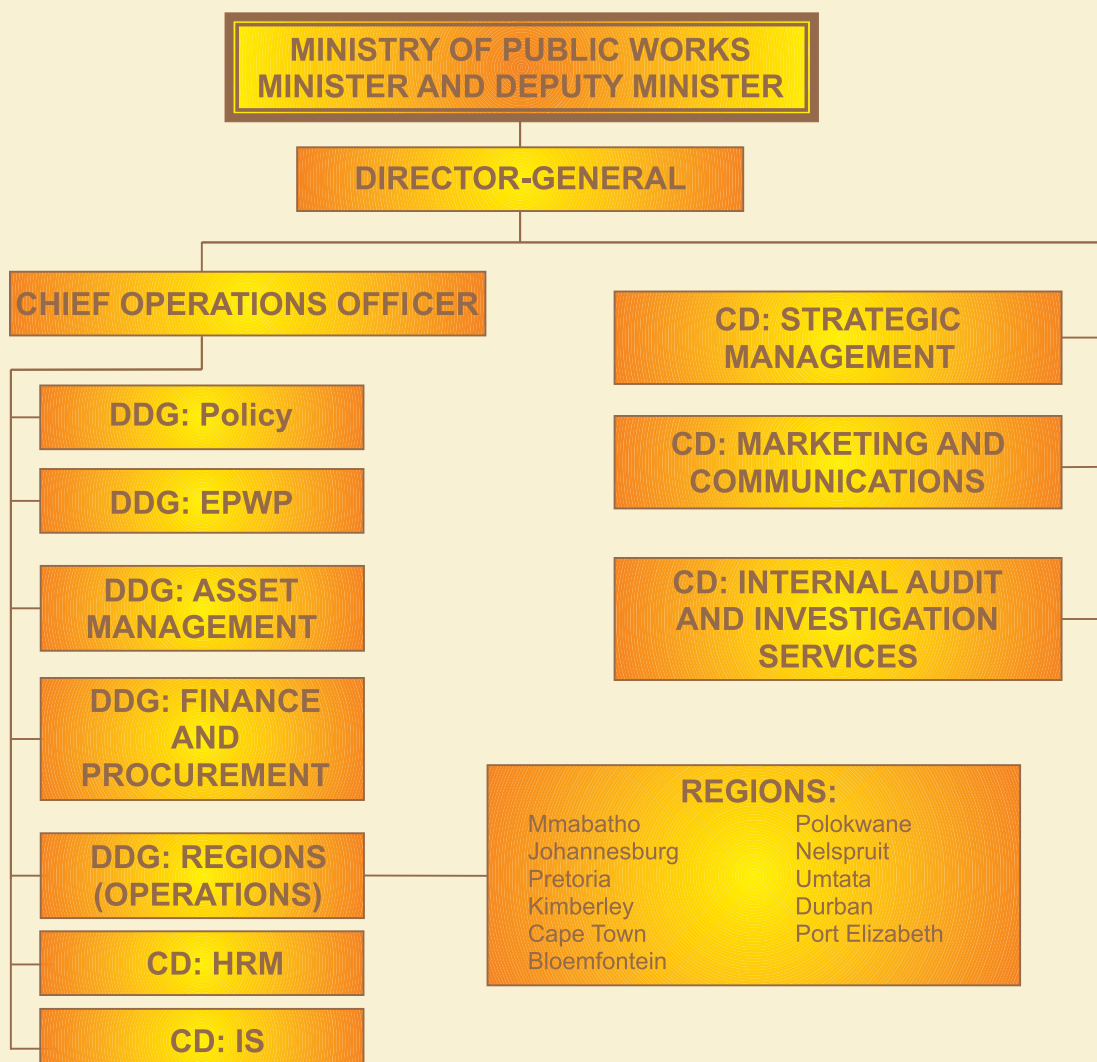 MINISTRY OF PUBLIC WORKS
MINISTER AND DEPUTY MINISTER
DIRECTOR-GENERAL
CHIEF OPERATIONS OFFICER
DDG: Policy
DDG: EPWP
DDG: ASSET
MANAGEMENT
DDG: FINANCE
AND
PROCUREMENT
DDG: REGIONS
(OPERATIONS)
CD: HRM
CD: IS
CD: STRATEGIC
MANAGEMENT
CD: MARKETING AND
COMMUNICATIONS
CD: INTERNAL AUDIT
AND INVESTIGATION
SERVICES
REGIONS:
Mmabatho
Johannesburg
Pretoria
Kimberley
Cape Town
Bloemfontein
Polokwane
Nelspruit
Umtata
Durban
Port Elizabeth